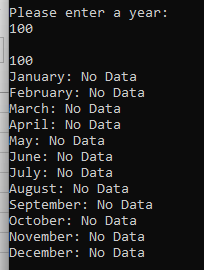 Please enter a year:
100
100
January: No Data
February: No Data
March: No Data
April: No Data
May: No Data
June: No Data
July: No Data
August: No Data
September: No Data
October: No Data
November: No Data
December: No Data